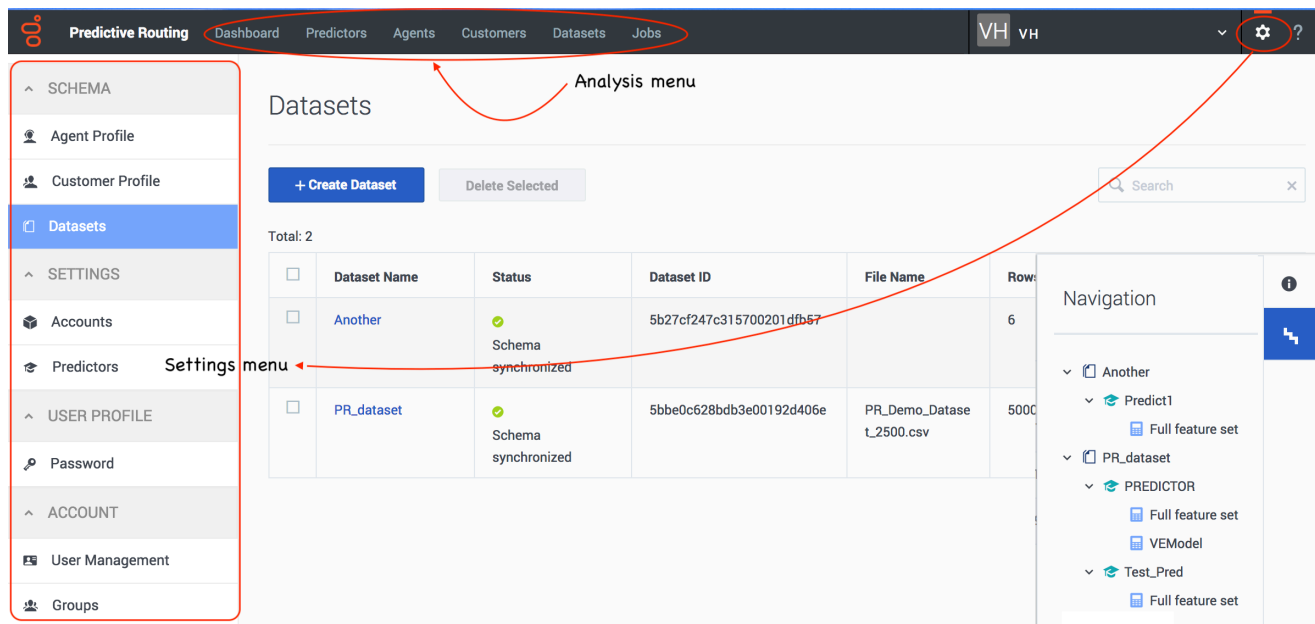 Predictive Routing Dashboard Predictors Agents Customers Datasets Jobs VH VH ?
Analysis menu
SCHEMA
Agent Profile
Customer Profile
Datasets
SETTINGS
Accounts
Predictors
USER PROFILE
Password
ACCOUNT
User Management
Groups
Settings menu
Datasets
+ Create Dataset Delete Selected Search
Total: 2
Dataset Name Status Dataset ID File Name Rows
Another Schema synchronized 5b27cf247c315700201dfb57 6
PR_dataset Schema synchronized 5bbe0c628bdb3e00192d406e PR_Demo_Datase
t_2500.csv 5000
Navigation
Another
Predict1
Full feature set
PR_dataset
PREDICTOR
Full feature set
VEModel
Test_Pred
Full feature set